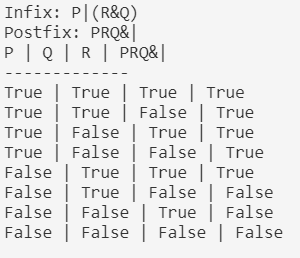 Infix: P|(R&Q)
Postfix: PRQ&|
P | Q | R | PRQ&|
-------------
True | True | True | True
True | True | False | True
True | False | True | True
True | False | False | True
False | True | True | True
False | True | False | False
False | False | True | False
False | False | False | False